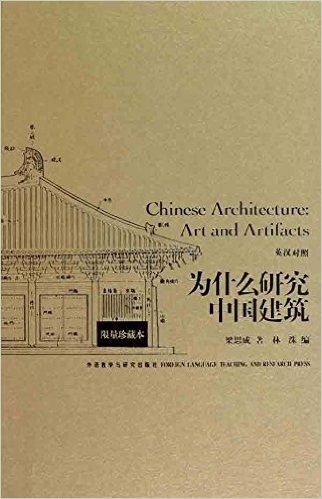 Chinese Architecture:
Art and Artifacts
英汉对照
为什么研究
中国建筑
限量珍藏本
梁思成 著 林洙 编
外语教学与研究出版社 FOREIGN LANGUAGE TEACHING AND RESEARCH PRESS